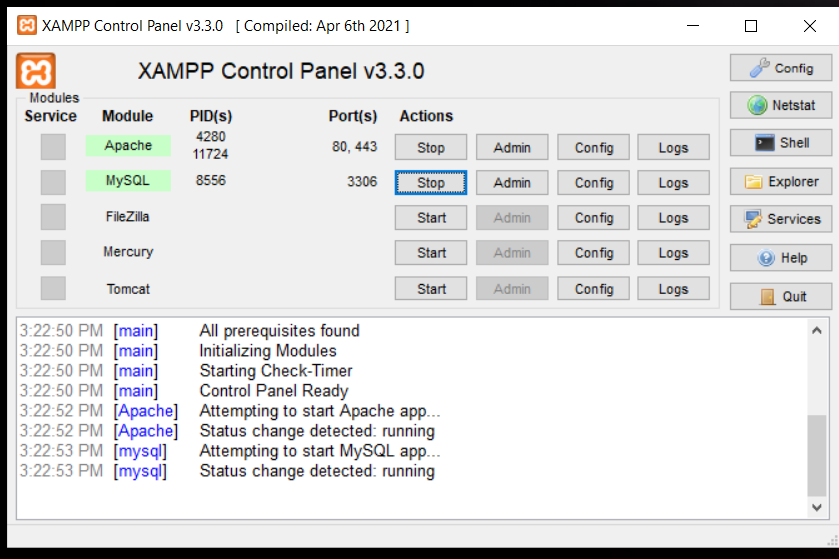 XAMPP Control Panel v3.3.0 [ Compiled: Apr 6th 2021 ]
XAMPP Control Panel v3.3.0
Config
Modules
Service Module PID(s) Port(s) Actions
Netstat
Apache 4280 11724 80, 443 Stop Admin Config Logs
Shell
MySQL 8556 3306 Stop Admin Config Logs
Explorer
FileZilla Start Admin Config Logs
Services
Mercury Start Admin Config Logs
Help
Tomcat Start Admin Config Logs
Quit
3:22:50 PM [main] All prerequisites found
3:22:50 PM [main] Initializing Modules
3:22:50 PM [main] Starting Check-Timer
3:22:50 PM [main] Control Panel Ready
3:22:52 PM [Apache] Attempting to start Apache app...
3:22:52 PM [Apache] Status change detected: running
3:22:53 PM [mysql] Attempting to start MySQL app...
3:22:53 PM [mysql] Status change detected: running